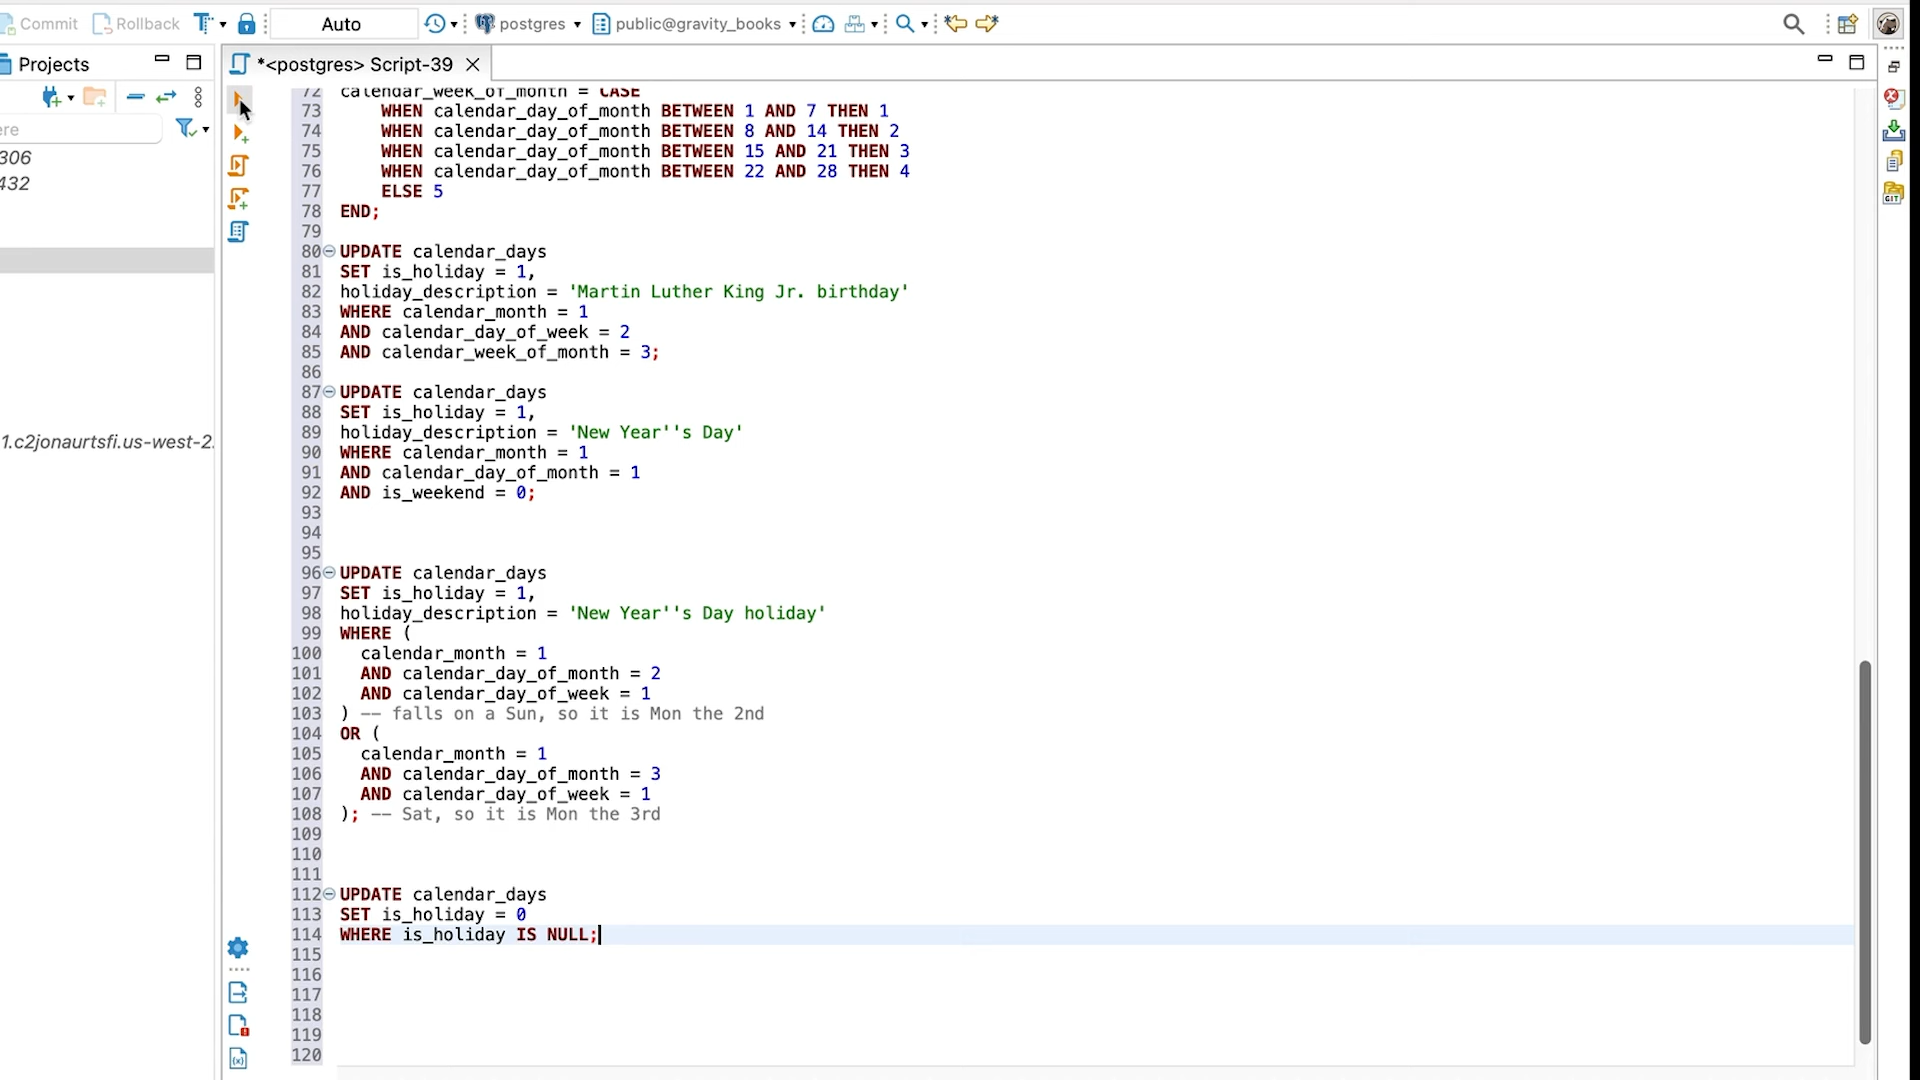 Commit
Rollback
Auto
postgres
public@gravity_books
Projects
*<postgres> Script-39
ere
306
432
1.c2jonaurtsfi.us-west-2.
72 calendar_week_of_month = CASE
73 WHEN calendar_day_of_month BETWEEN 1 AND 7 THEN 1
74 WHEN calendar_day_of_month BETWEEN 8 AND 14 THEN 2
75 WHEN calendar_day_of_month BETWEEN 15 AND 21 THEN 3
76 WHEN calendar_day_of_month BETWEEN 22 AND 28 THEN 4
77 ELSE 5
78 END;
79
80 UPDATE calendar_days
81 SET is_holiday = 1,
82 holiday_description = 'Martin Luther King Jr. birthday'
83 WHERE calendar_month = 1
84 AND calendar_day_of_week = 2
85 AND calendar_week_of_month = 3;
86
87 UPDATE calendar_days
88 SET is_holiday = 1,
89 holiday_description = 'New Year''s Day'
90 WHERE calendar_month = 1
91 AND calendar_day_of_month = 1
92 AND is_weekend = 0;
93
94
95
96 UPDATE calendar_days
97 SET is_holiday = 1,
98 holiday_description = 'New Year''s Day holiday'
99 WHERE (
100 calendar_month = 1
101 AND calendar_day_of_month = 2
102 AND calendar_day_of_week = 1
103 ) -- falls on a Sun, so it is Mon the 2nd
104 OR (
105 calendar_month = 1
106 AND calendar_day_of_month = 3
107 AND calendar_day_of_week = 1
108 ); -- Sat, so it is Mon the 3rd
109
110
111
112 UPDATE calendar_days
113 SET is_holiday = 0
114 WHERE is_holiday IS NULL;
115
116
117
118
119
120
GIT